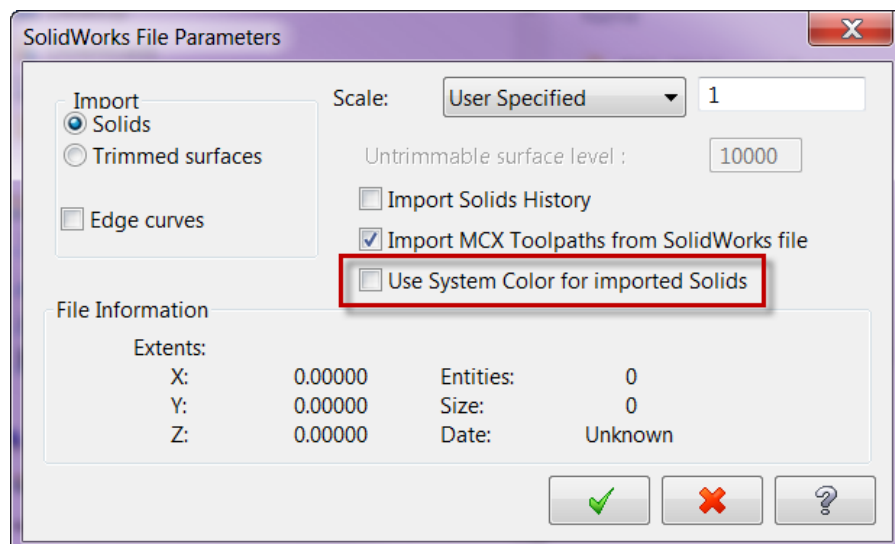 SolidWorks File Parameters
Import
Solids
Trimmed surfaces
Edge curves
Scale: User Specified 1
Untrimmable surface level : 10000
Import Solids History
Import MCX Toolpaths from SolidWorks file
Use System Color for imported Solids
File Information
Extents:
X: 0.00000 Entities: 0
Y: 0.00000 Size: 0
Z: 0.00000 Date: Unknown